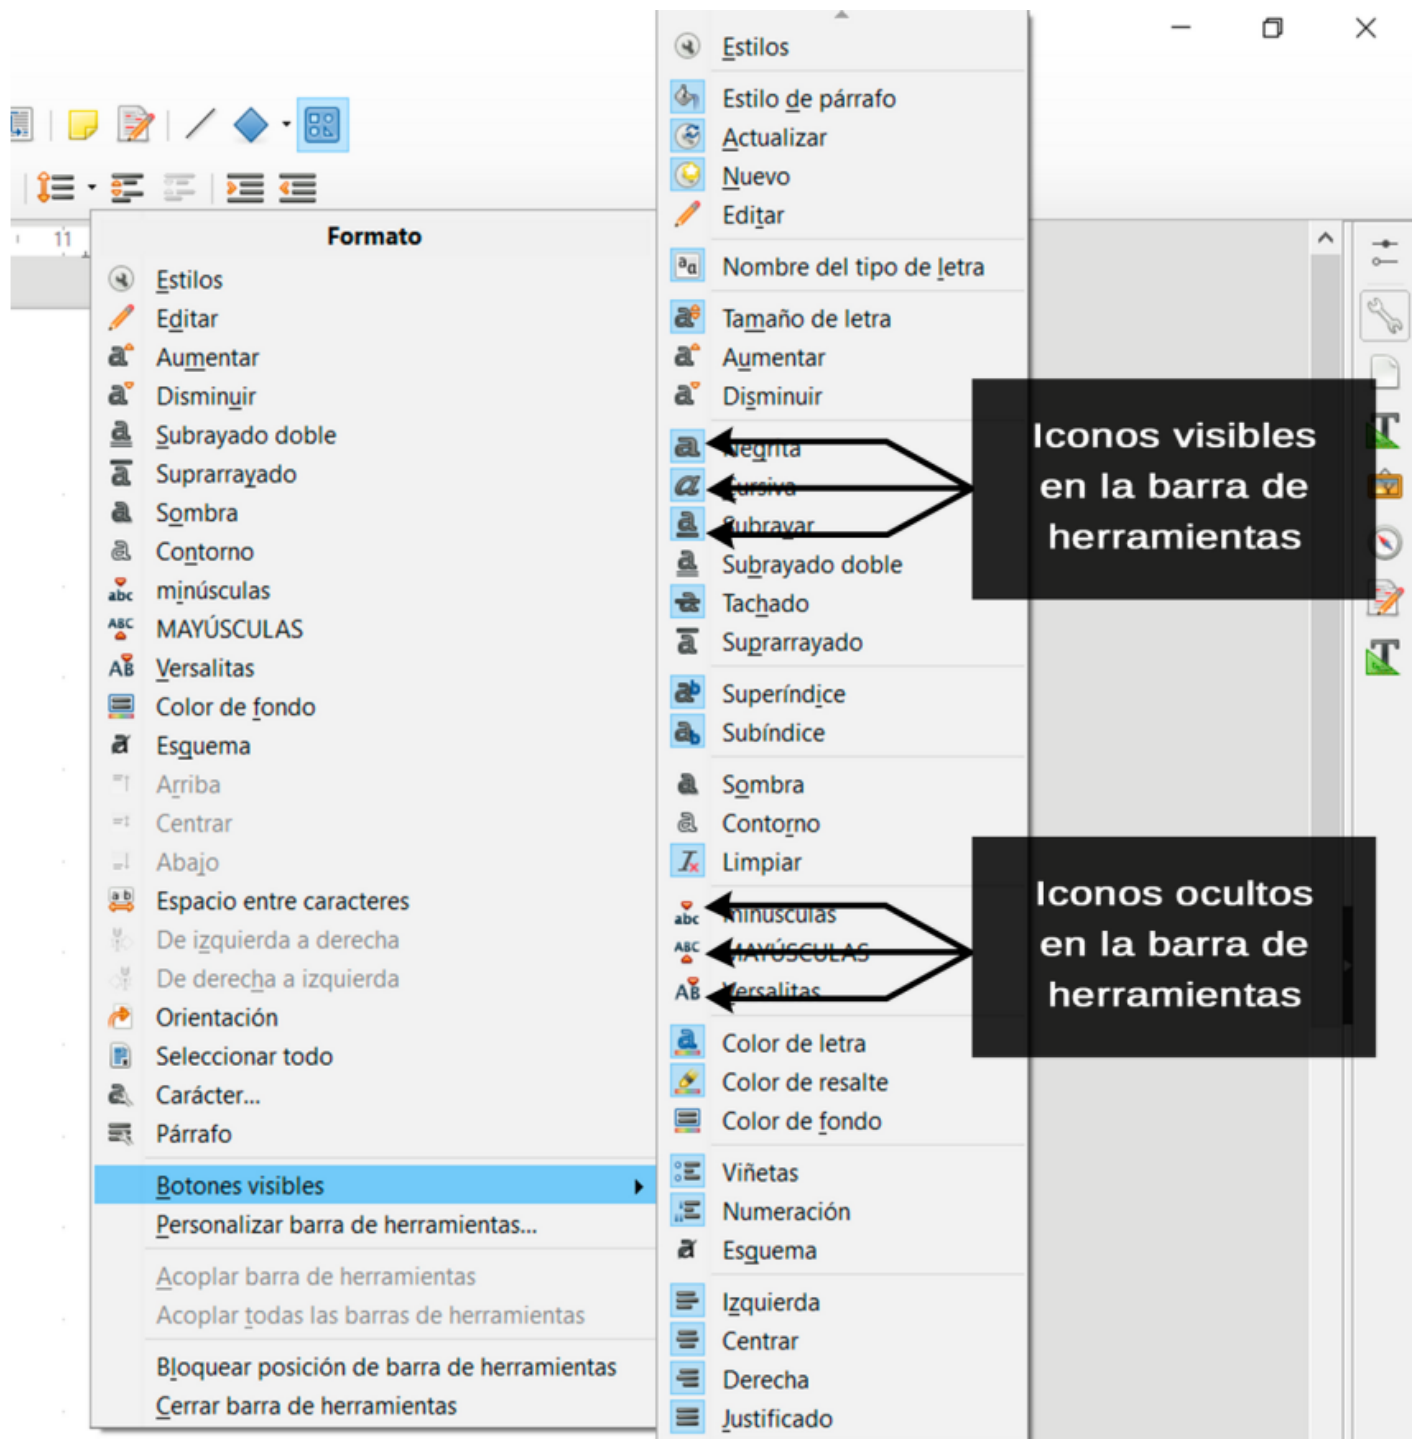 11
Formato
Estilos
Editar
Aumentar
Disminuir
Subrayado doble
Suprarrayado
Sombra
Contorno
minúsculas
MAYÚSCULAS
Versalitas
Color de fondo
Esquema
Arriba
Centrar
Abajo
Espacio entre caracteres
De izquierda a derecha
De derecha a izquierda
Orientación
Seleccionar todo
Carácter...
Párrafo
Botones visibles
Personalizar barra de herramientas...
Acoplar barra de herramientas
Acoplar todas las barras de herramientas
Bloquear posición de barra de herramientas
Cerrar barra de herramientas
Estilos
Estilo de párrafo
Actualizar
Nuevo
Editar
Nombre del tipo de letra
Tamaño de letra
Aumentar
Disminuir
Negrita
Cursiva
Subrayar
Subrayado doble
Tachado
Suprarrayado
Superíndice
Subíndice
Sombra
Contorno
Limpiar
minúsculas
MAYÚSCULAS
Versalitas
Color de letra
Color de resalte
Color de fondo
Viñetas
Numeración
Esquema
Izquierda
Centrar
Derecha
Justificado
Iconos visibles
en la barra de
herramientas
Iconos ocultos
en la barra de
herramientas